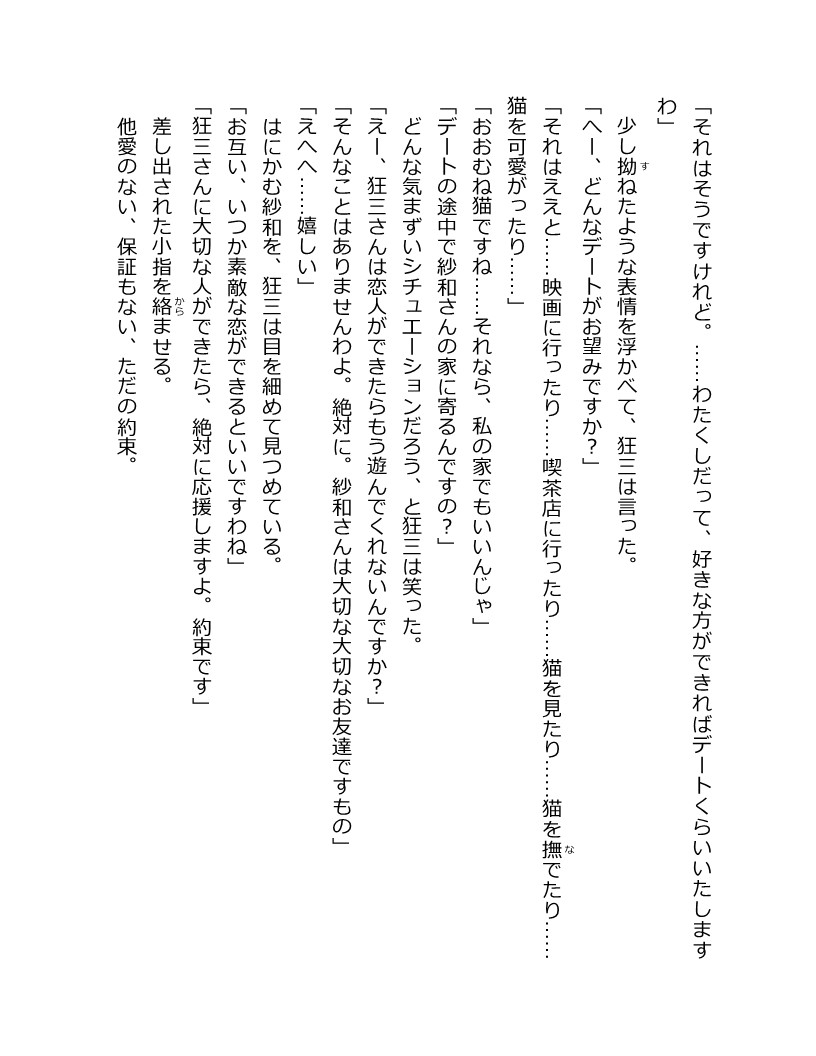 「それはそうですけれど。……わたくしだって、好きな方ができればデートくらいいたします
わ」
少し拗ねたような表情を浮かべて、狂三は言った。
「へー、どんなデートがお望みですか？」
「それはええと……映画に行ったり……喫茶店に行ったり……猫を見たり……猫を撫でたり……
猫を可愛がったり……」
「おおむね猫ですね……それなら、私の家でもいいんじゃ」
「デートの途中で紗和さんの家に寄るんですの？」
どんな気まずいシチュエーションだろう、と狂三は笑った。
「えー、狂三さんは恋人ができたらもう遊んでくれないんですか？」
「そんなことはありませんわよ。絶対に。紗和さんは大切な大切なお友達ですもの」
「えへへ……嬉しい」
はにかむ紗和を、狂三は目を細めて見つめている。
「お互い、いつか素敵な恋ができるといいですわね」
「狂三さんに大切な人ができたら、絶対に応援しますよ。約束です」
差し出された小指を絡ませる。
他愛のない、保証もない、ただの約束。